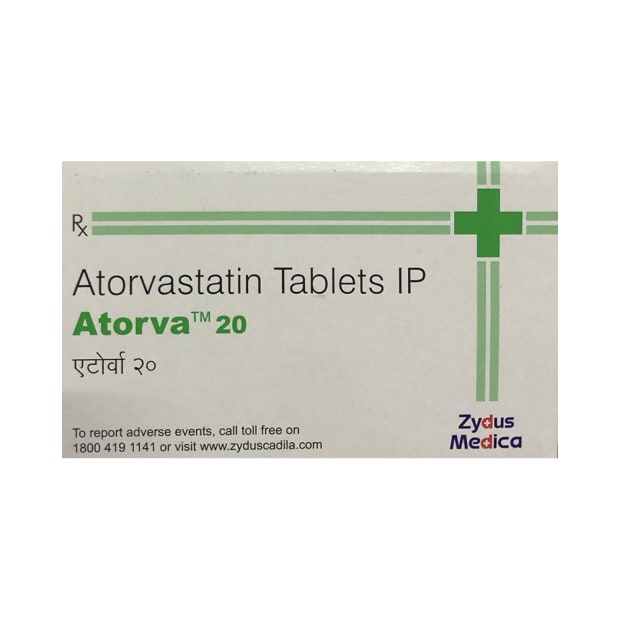 Rx
Atorvastatin Tablets IP
Atorva™ 20
एटोर्वा २०
To report adverse events, call toll free on
1800 419 1141 or visit www.zyduscadila.com
Zydus
Medica